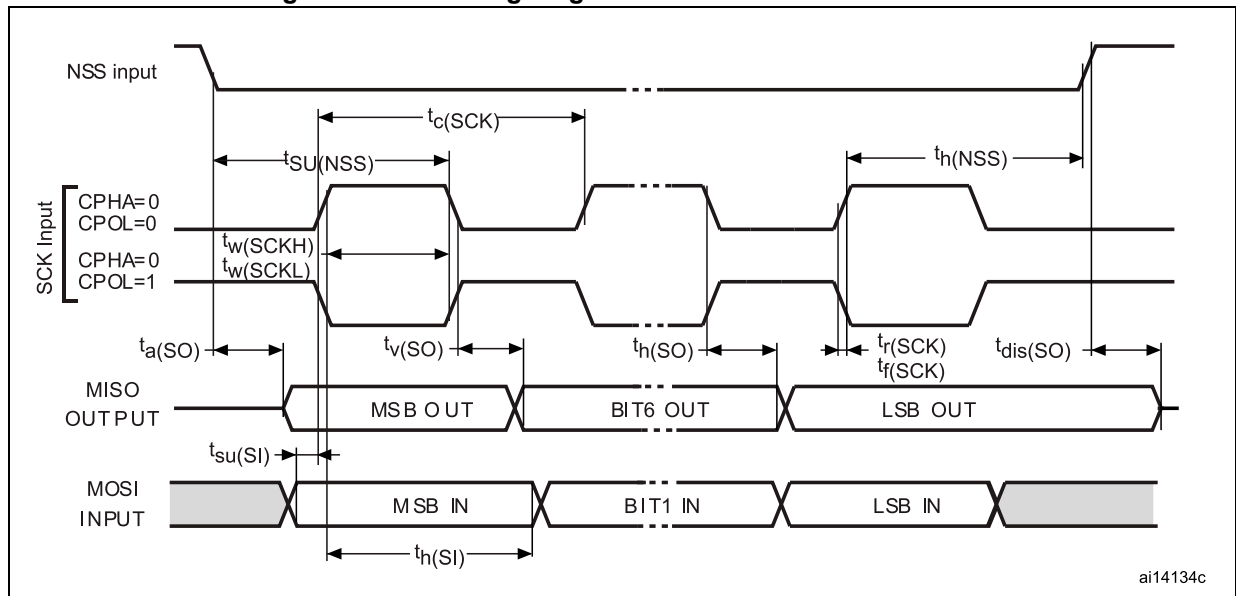 NSS input
tc(SCK)
tSU(NSS)
th(NSS)
SCK Input
CPHA=0
CPOL=0
tw(SCKH)
CPHA=0
tw(SCKL)
CPOL=1
ta(SO)
tv(SO)
th(SO)
tr(SCK)
tf(SCK)
tdis(SO)
MISO
OUTPUT
MSB OUT
BIT6 OUT
LSB OUT
tsu(SI)
MOSI
INPUT
MSB IN
BIT1 IN
LSB IN
th(SI)
ai14134c